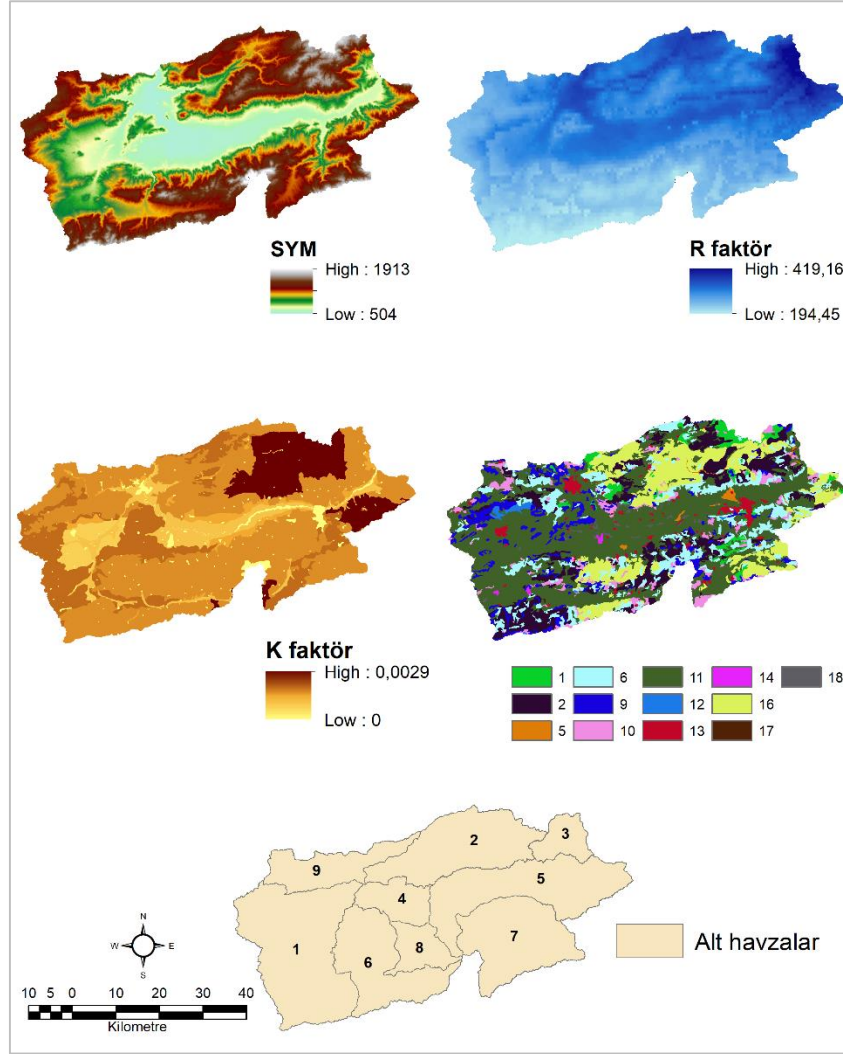 SYM
High : 1913
Low : 504
R faktör
High : 419,16
Low : 194,45
K faktör
High : 0,0029
Low : 0
1 6 11 14 18
2 9 12 16
5 10 13 17
2
3
9
5
4
1
6
8
7
N
W E
S
Alt havzalar
10 5 0 10 20 30 40
Kilometre